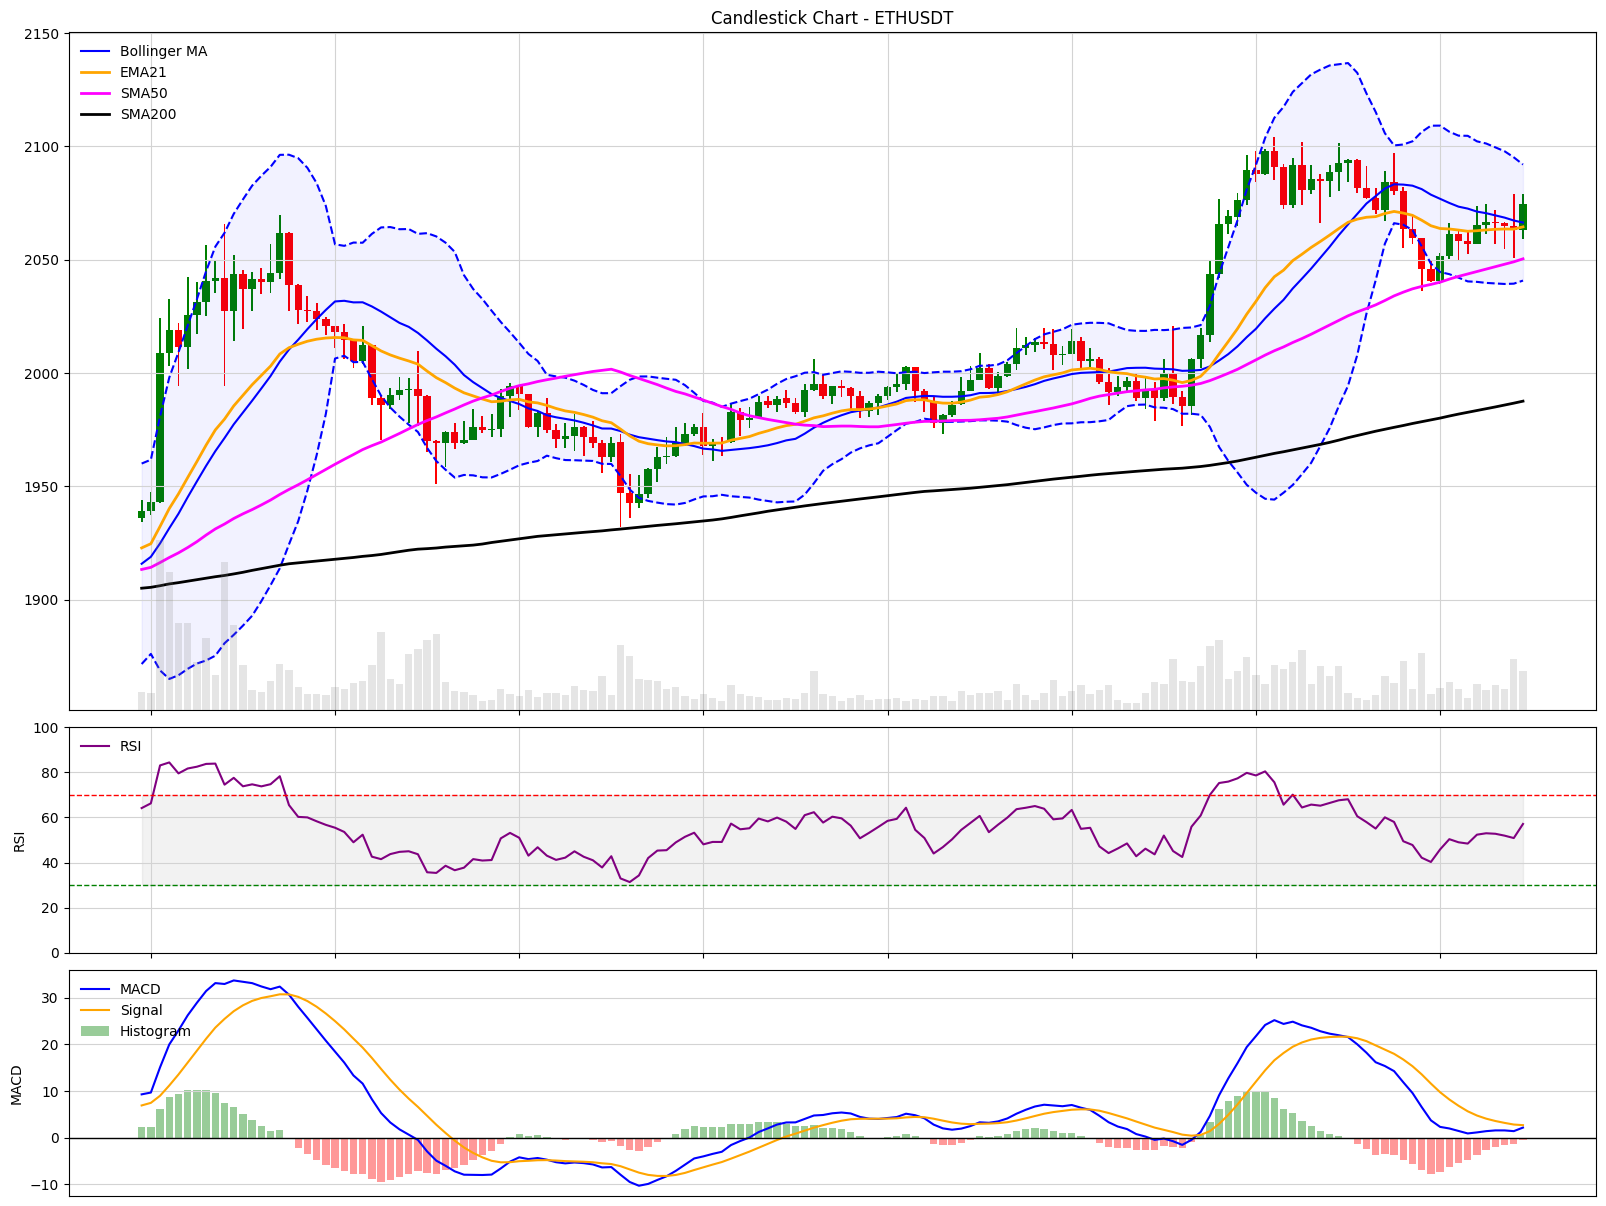 Candlestick Chart - ETHUSDT
2150
2100
2050
2000
1950
1900
Bollinger MA
EMA21
SMA50
SMA200
100
80
60
40
20
0
RSI
RSI
30
20
10
0
−10
MACD
MACD
Signal
Histogram